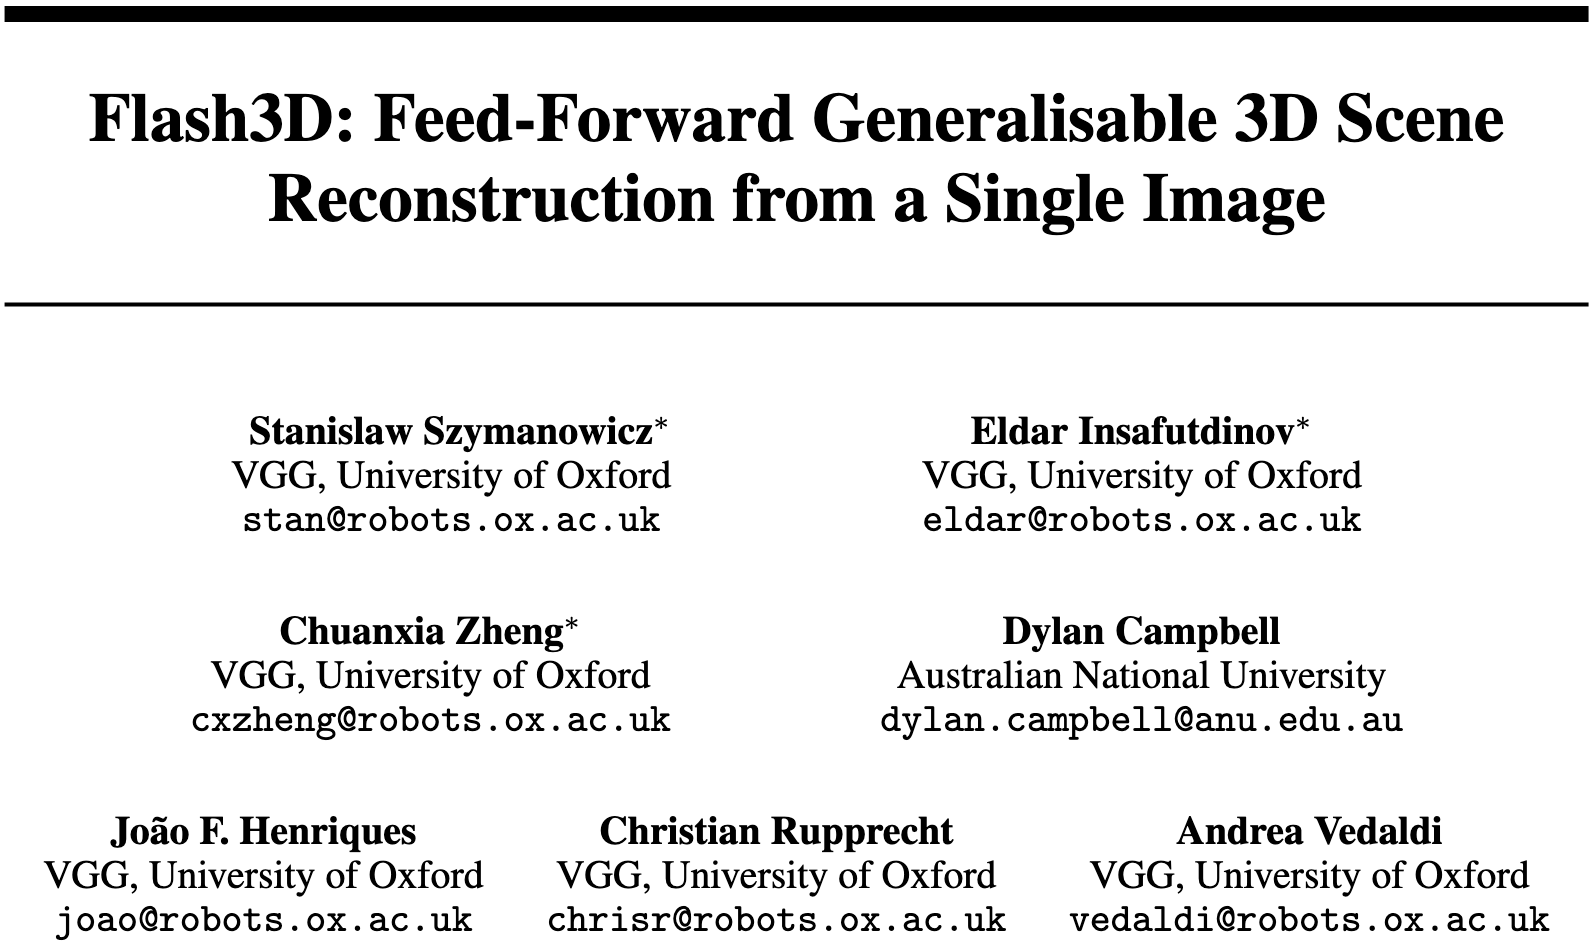 Flash3D: Feed-Forward Generalisable 3D Scene
Reconstruction from a Single Image
Stanislaw Szymanowicz*
VGG, University of Oxford
stan@robots.ox.ac.uk
Eldar Insafutdinov*
VGG, University of Oxford
eldar@robots.ox.ac.uk
Chuanxia Zheng*
VGG, University of Oxford
cxzheng@robots.ox.ac.uk
Dylan Campbell
Australian National University
dylan.campbell@anu.edu.au
João F. Henriques
VGG, University of Oxford
joao@robots.ox.ac.uk
Christian Rupprecht
VGG, University of Oxford
chrisr@robots.ox.ac.uk
Andrea Vedaldi
VGG, University of Oxford
vedaldi@robots.ox.ac.uk